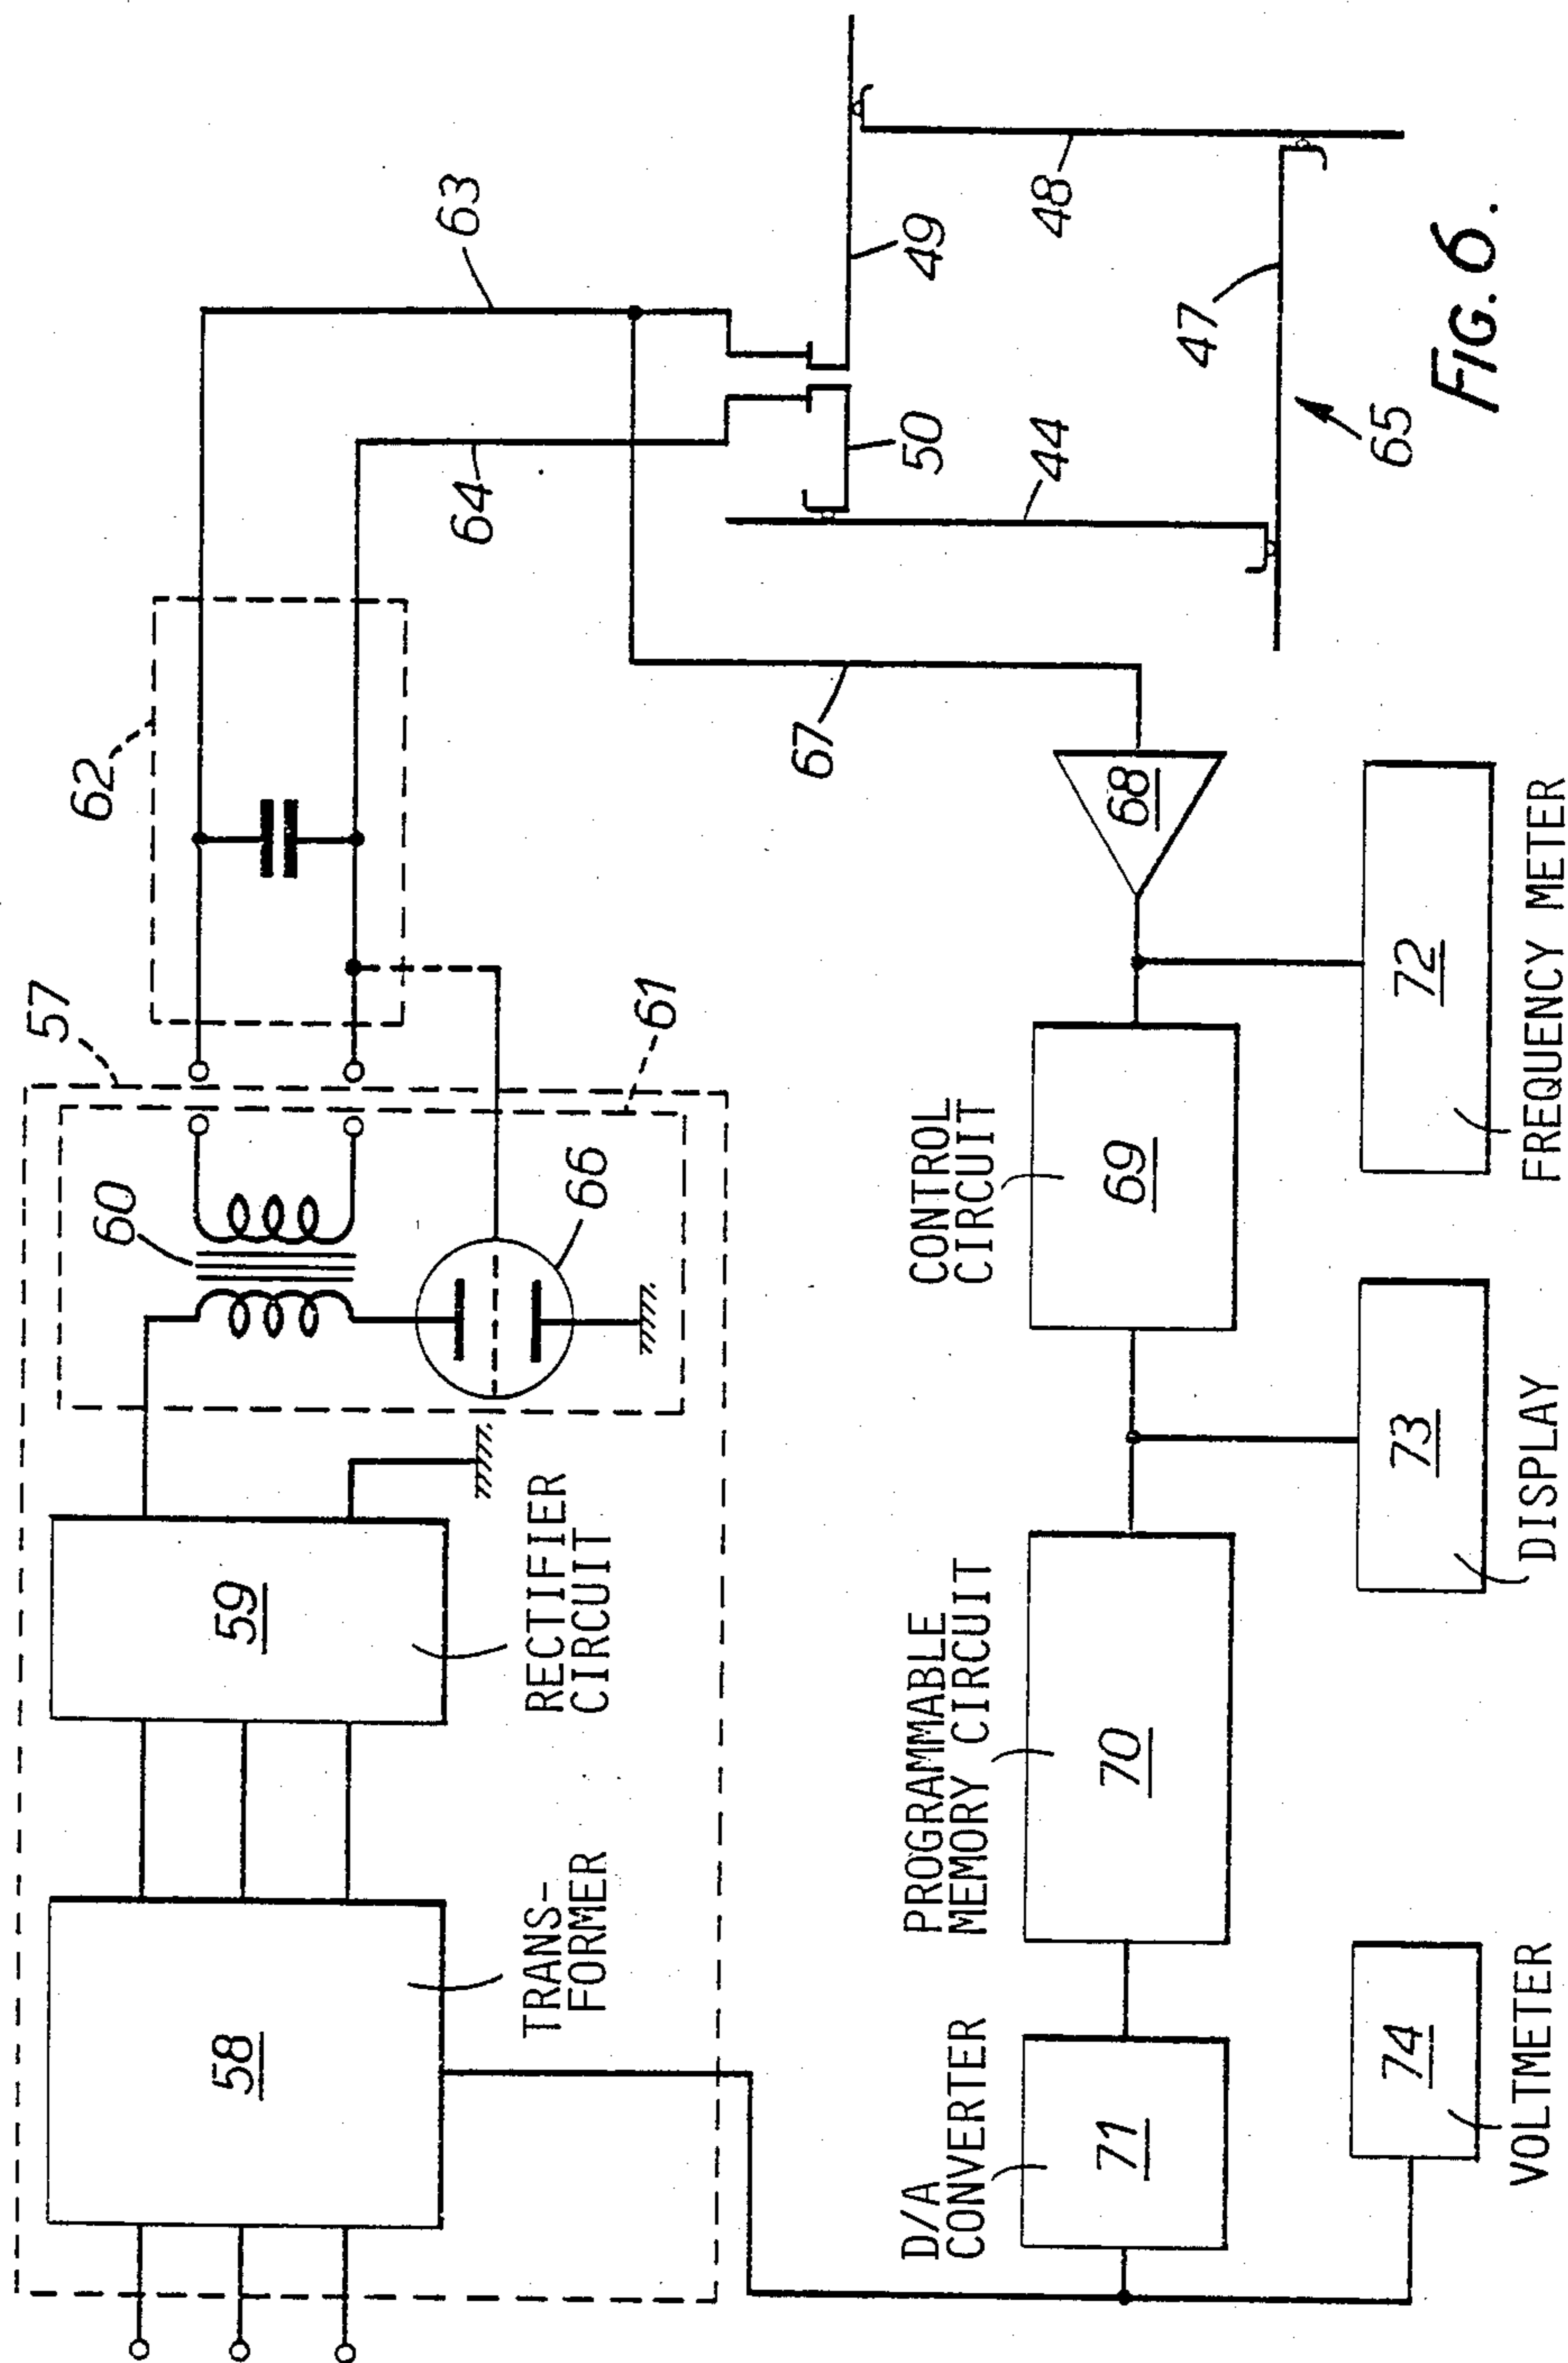 57
58
TRANS-
FORMER
59
RECTIFIER
CIRCUIT
60
61
66
62
63
64
50
49
44
48
47
65
67
68
CONTROL
CIRCUIT
69
PROGRAMMABLE
MEMORY CIRCUIT
70
D/A
CONVERTER
71
74
VOLTMETER
73
DISPLAY
72
FREQUENCY METER
FIG. 6.